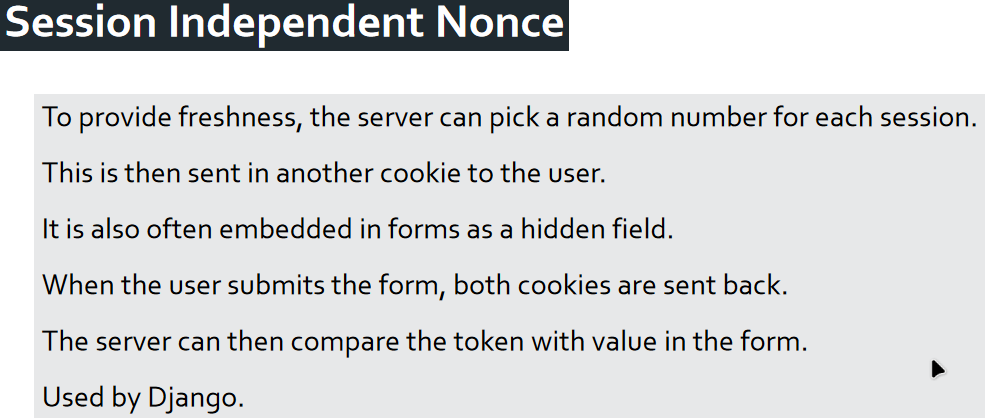 Session Independent Nonce
To provide freshness, the server can pick a random number for each session.
This is then sent in another cookie to the user.
It is also often embedded in forms as a hidden field.
When the user submits the form, both cookies are sent back.
The server can then compare the token with value in the form.
Used by Django.